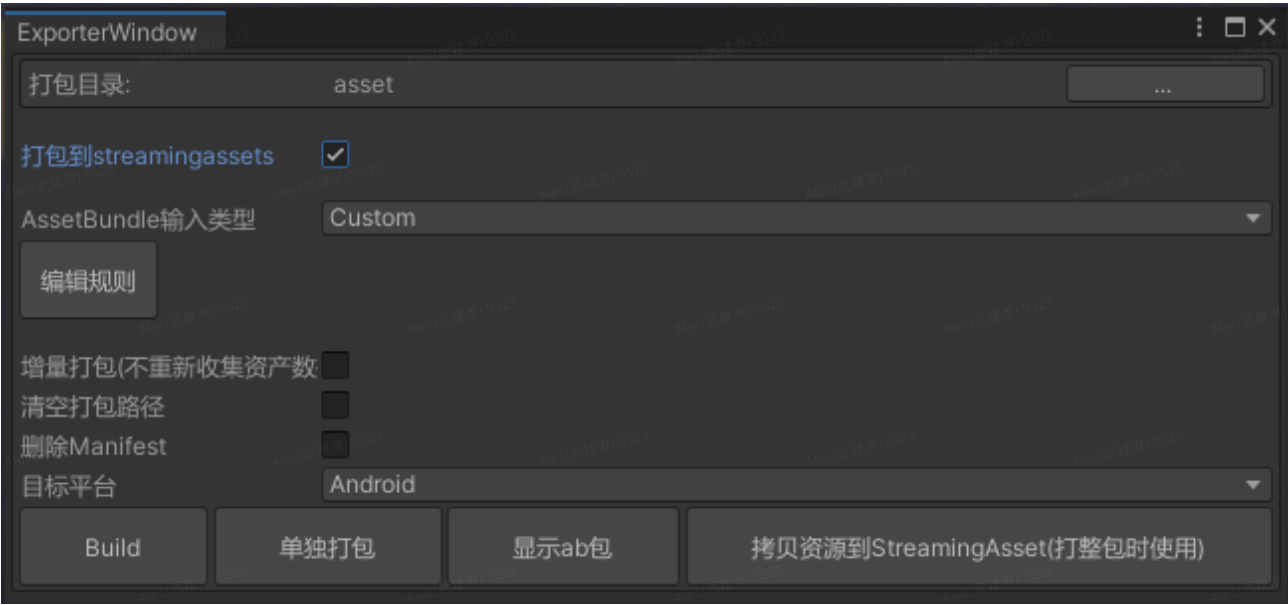 ExporterWindow
打包目录: asset ...
打包到streamingassets
AssetBundle输入类型 Custom
编辑规则
增量打包(不重新收集资产数
清空打包路径
删除Manifest
目标平台 Android
Build 单独打包 显示ab包 拷贝资源到StreamingAsset(打整包时使用)